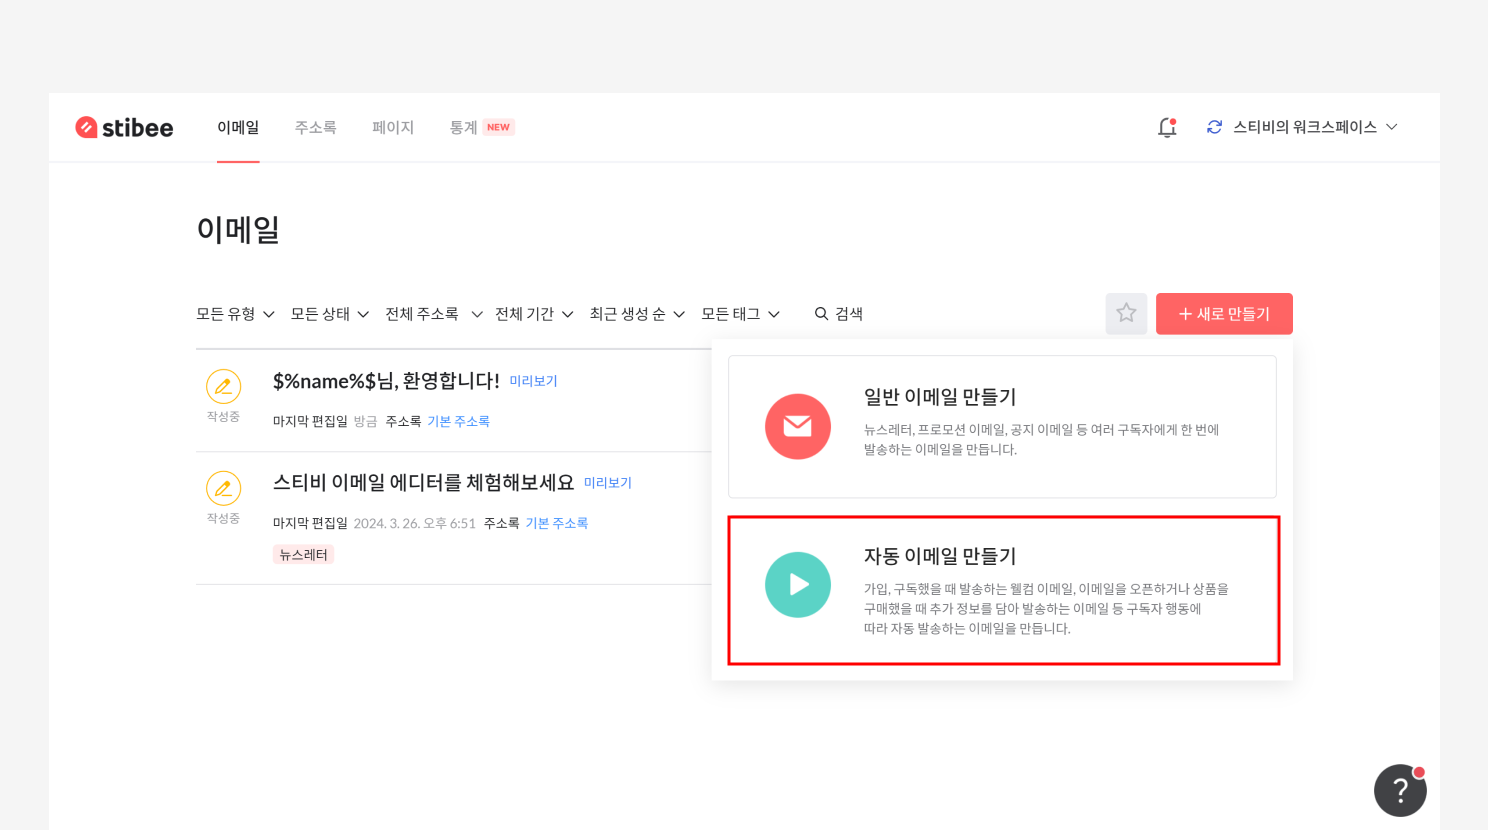 stibee
이메일 주소록 페이지 통계 NEW
스티비의 워크스페이스
이메일
모든 유형 모든 상태 전체 주소록 전체 기간 최근 생성 순 모든 태그 검색
+ 새로 만들기
$%name%$님, 환영합니다! 미리보기
작성중
마지막 편집일 방금 주소록 기본 주소록
스티비 이메일 에디터를 체험해보세요 미리보기
작성중
마지막 편집일 2024. 3. 26. 오후 6:51 주소록 기본 주소록
뉴스레터
일반 이메일 만들기
뉴스레터, 프로모션 이메일, 공지 이메일 등 여러 구독자에게 한 번에
발송하는 이메일을 만듭니다.
자동 이메일 만들기
가입, 구독했을 때 발송하는 웰컴 이메일, 이메일을 오픈하거나 상품을
구매했을 때 추가 정보를 담아 발송하는 이메일 등 구독자 행동에
따라 자동 발송하는 이메일을 만듭니다.
?